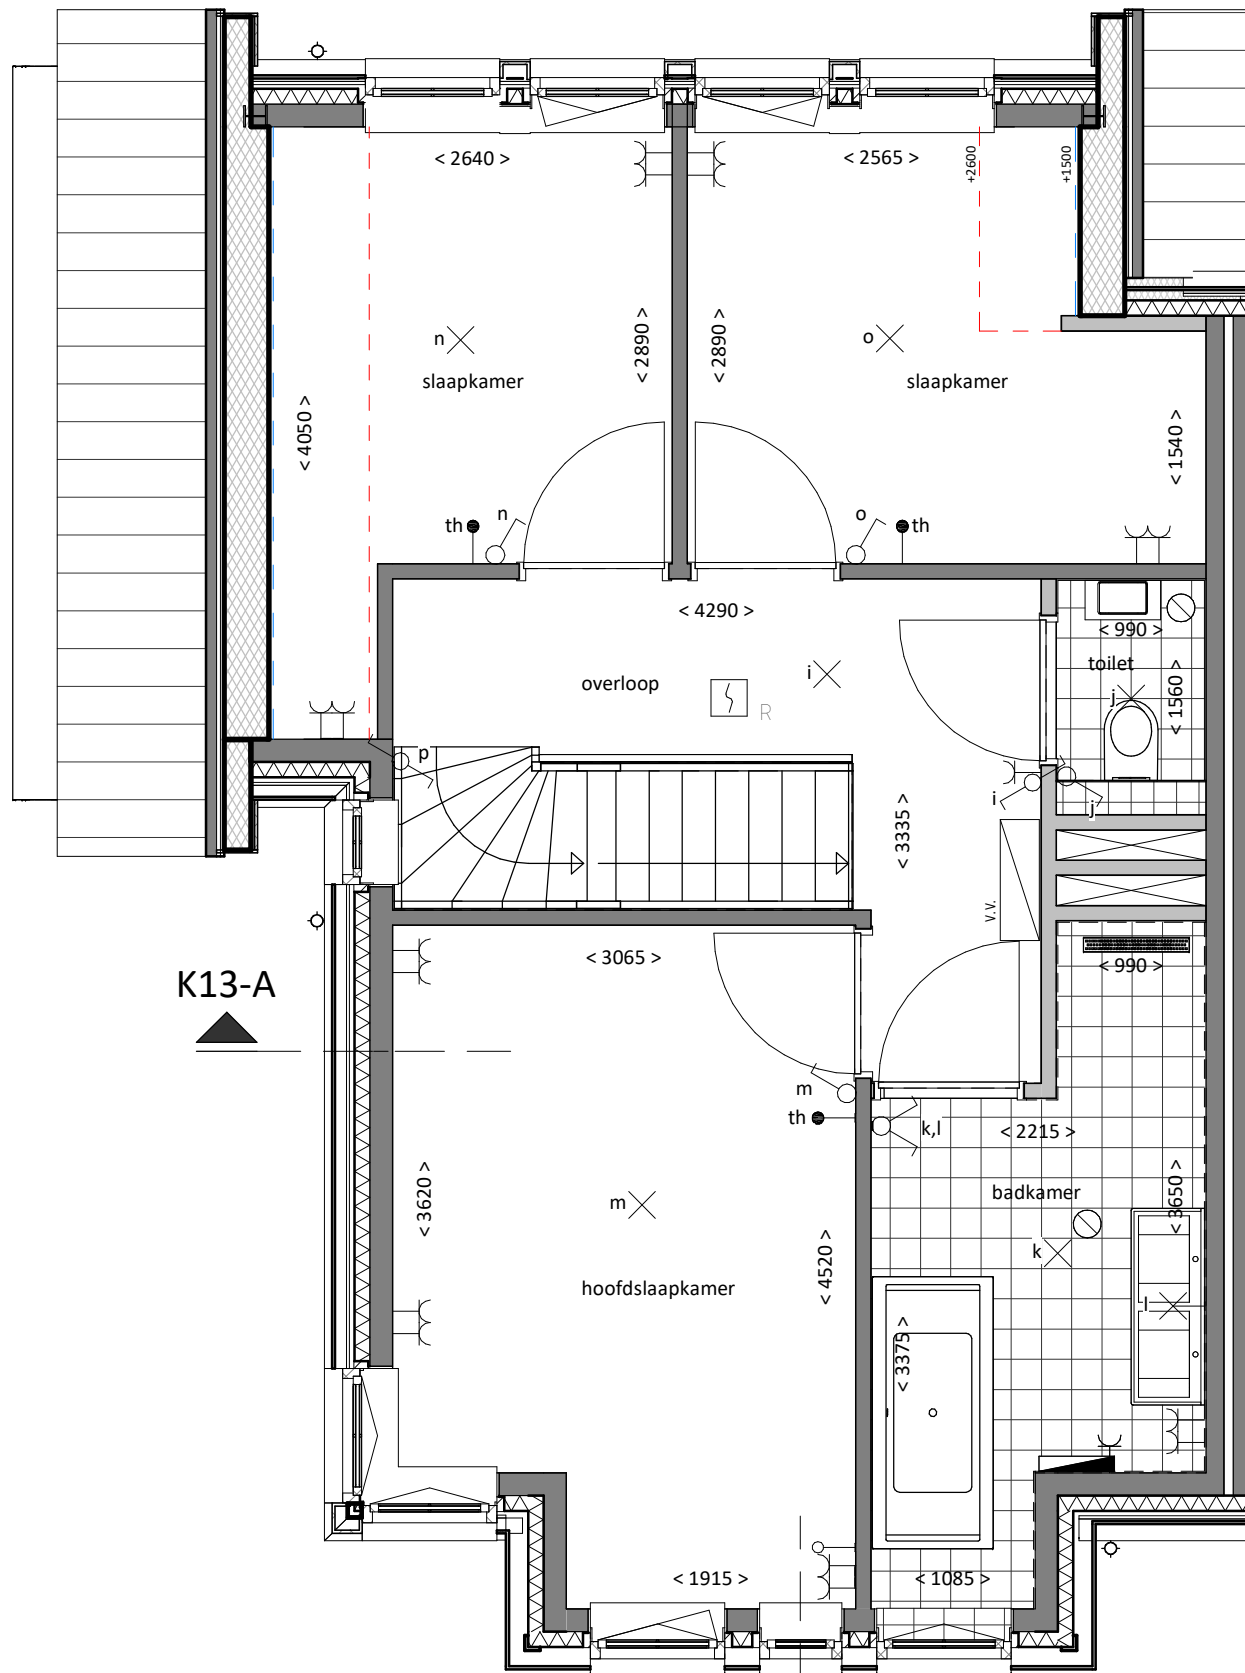 < 2640 >
< 2565 >
+2600
+1500
< 2890 >
< 2890 >
n
o
slaapkamer
slaapkamer
< 4050 >
< 1540 >
th
n
o
th
< 4290 >
< 990 >
overloop
i
toilet
j
< 1560 >
R
p
i
j
< 3335 >
v.v.
< 3065 >
< 990 >
K13-A
m
th
k,l
< 2215 >
< 3620 >
m
badkamer
< 3650 >
k
< 4520 >
hoofdslaapkamer
l
< 3375 >
< 1915 >
< 1085 >